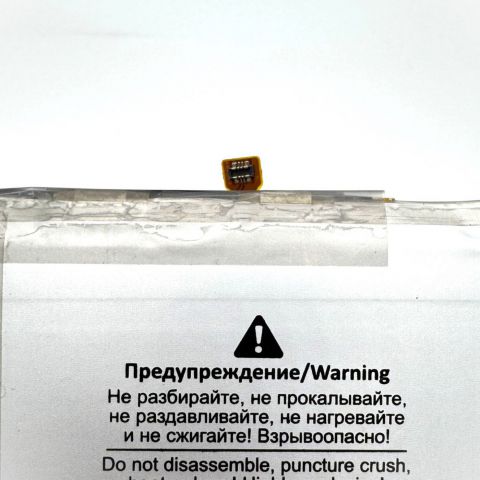 Предупреждение/Warning
Не разбирайте, не прокалывайте,
не раздавливайте, не нагревайте
и не сжигайте! Взрывоопасно!
Do not disassemble, puncture crush,